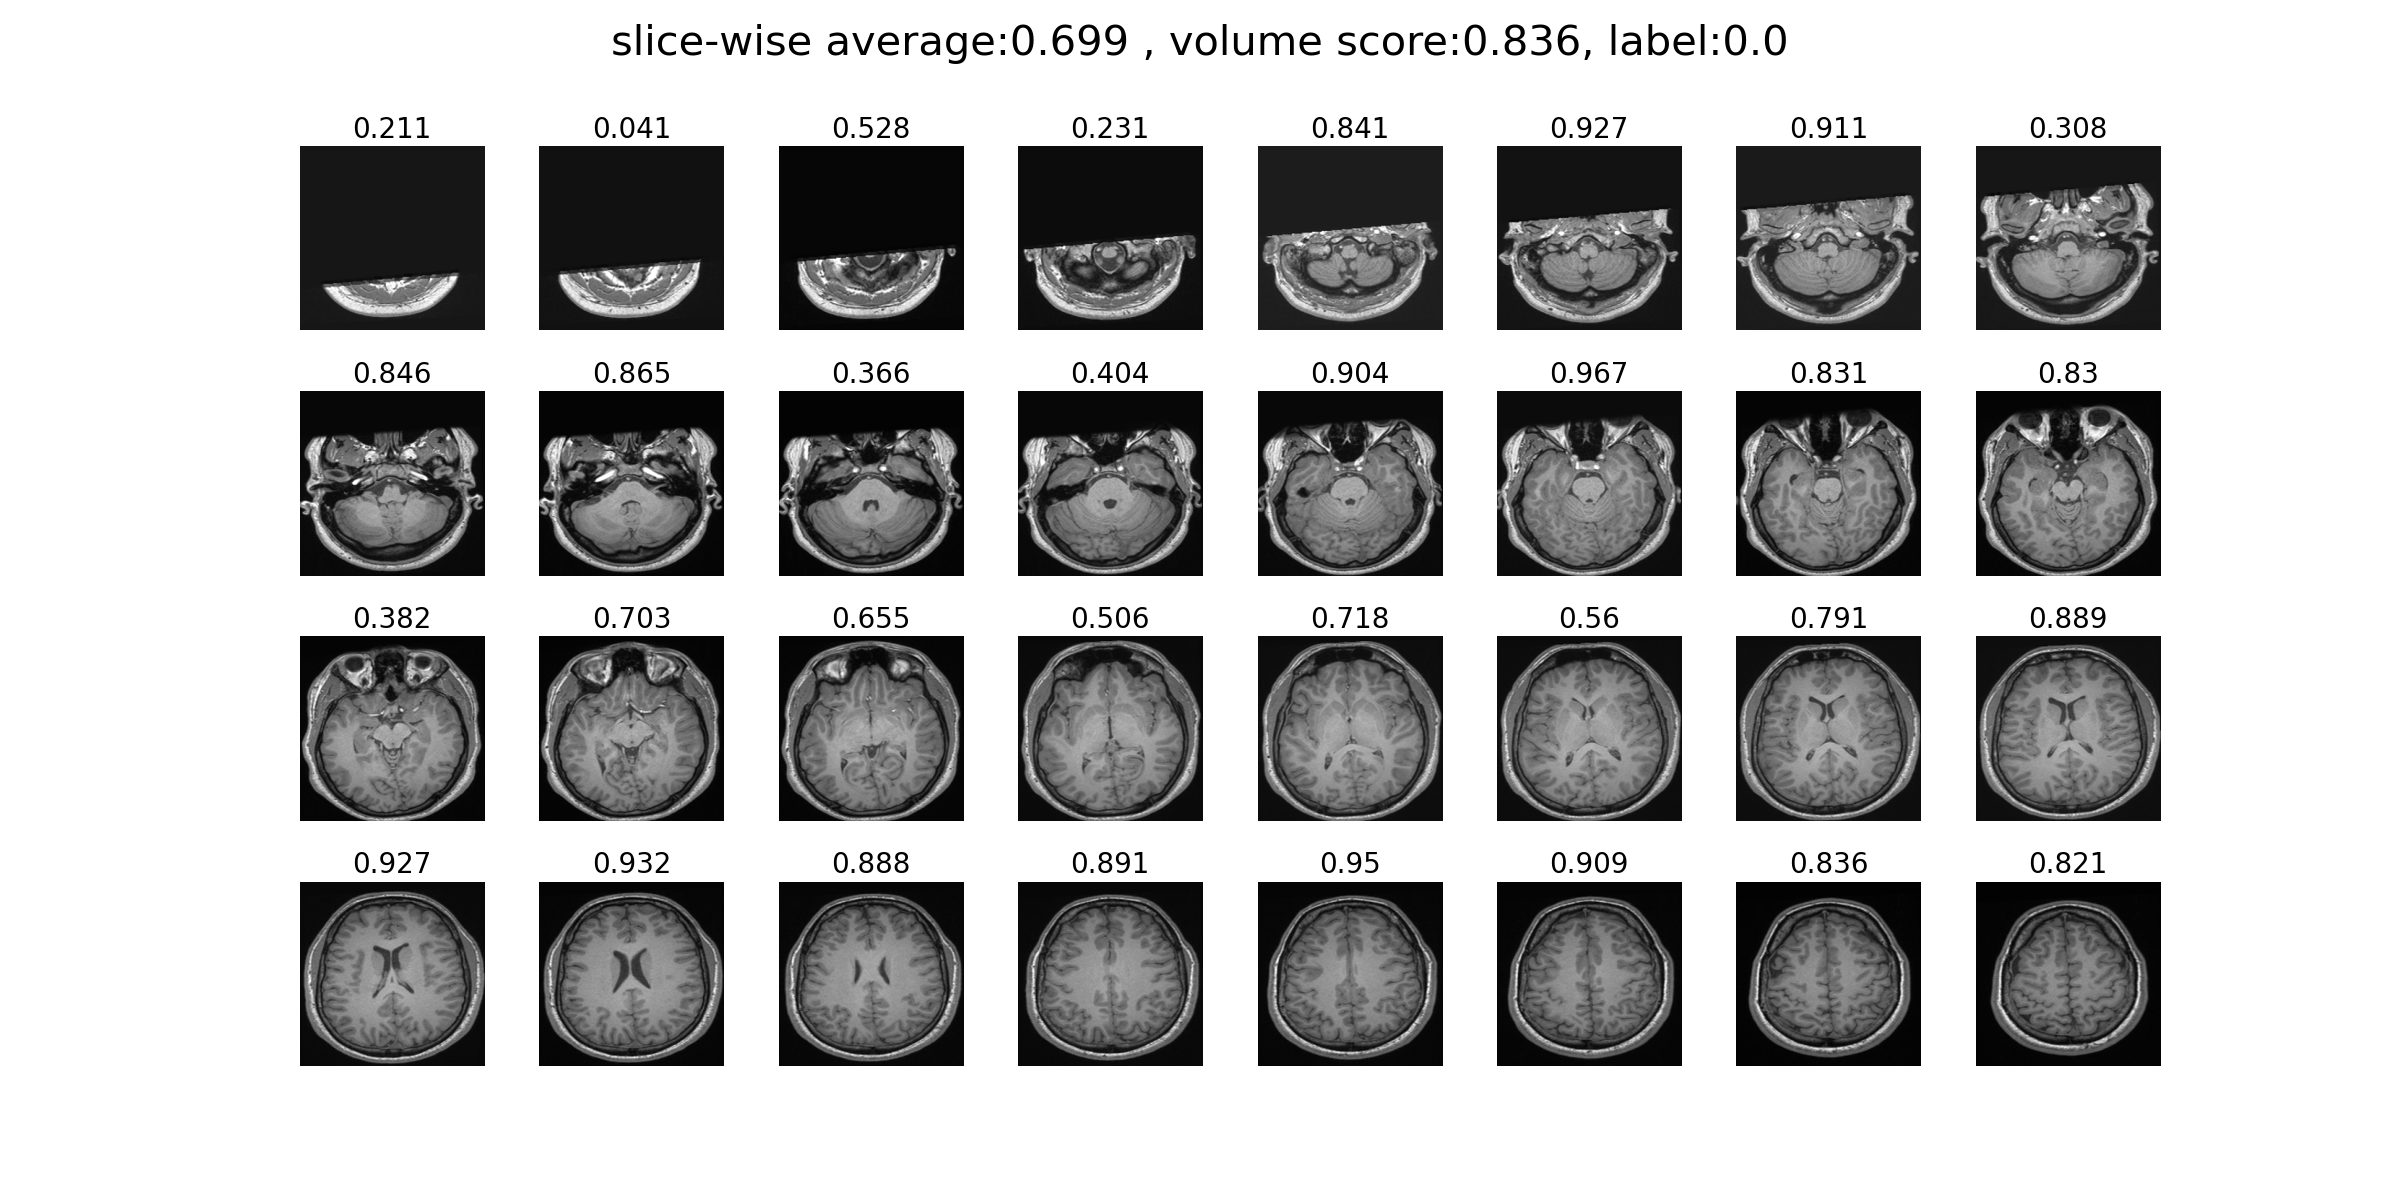 slice-wise average:0.699 , volume score:0.836, label:0.0
0.211 0.041 0.528 0.231 0.841 0.927 0.911 0.308
0.846 0.865 0.366 0.404 0.904 0.967 0.831 0.83
0.382 0.703 0.655 0.506 0.718 0.56 0.791 0.889
0.927 0.932 0.888 0.891 0.95 0.909 0.836 0.821